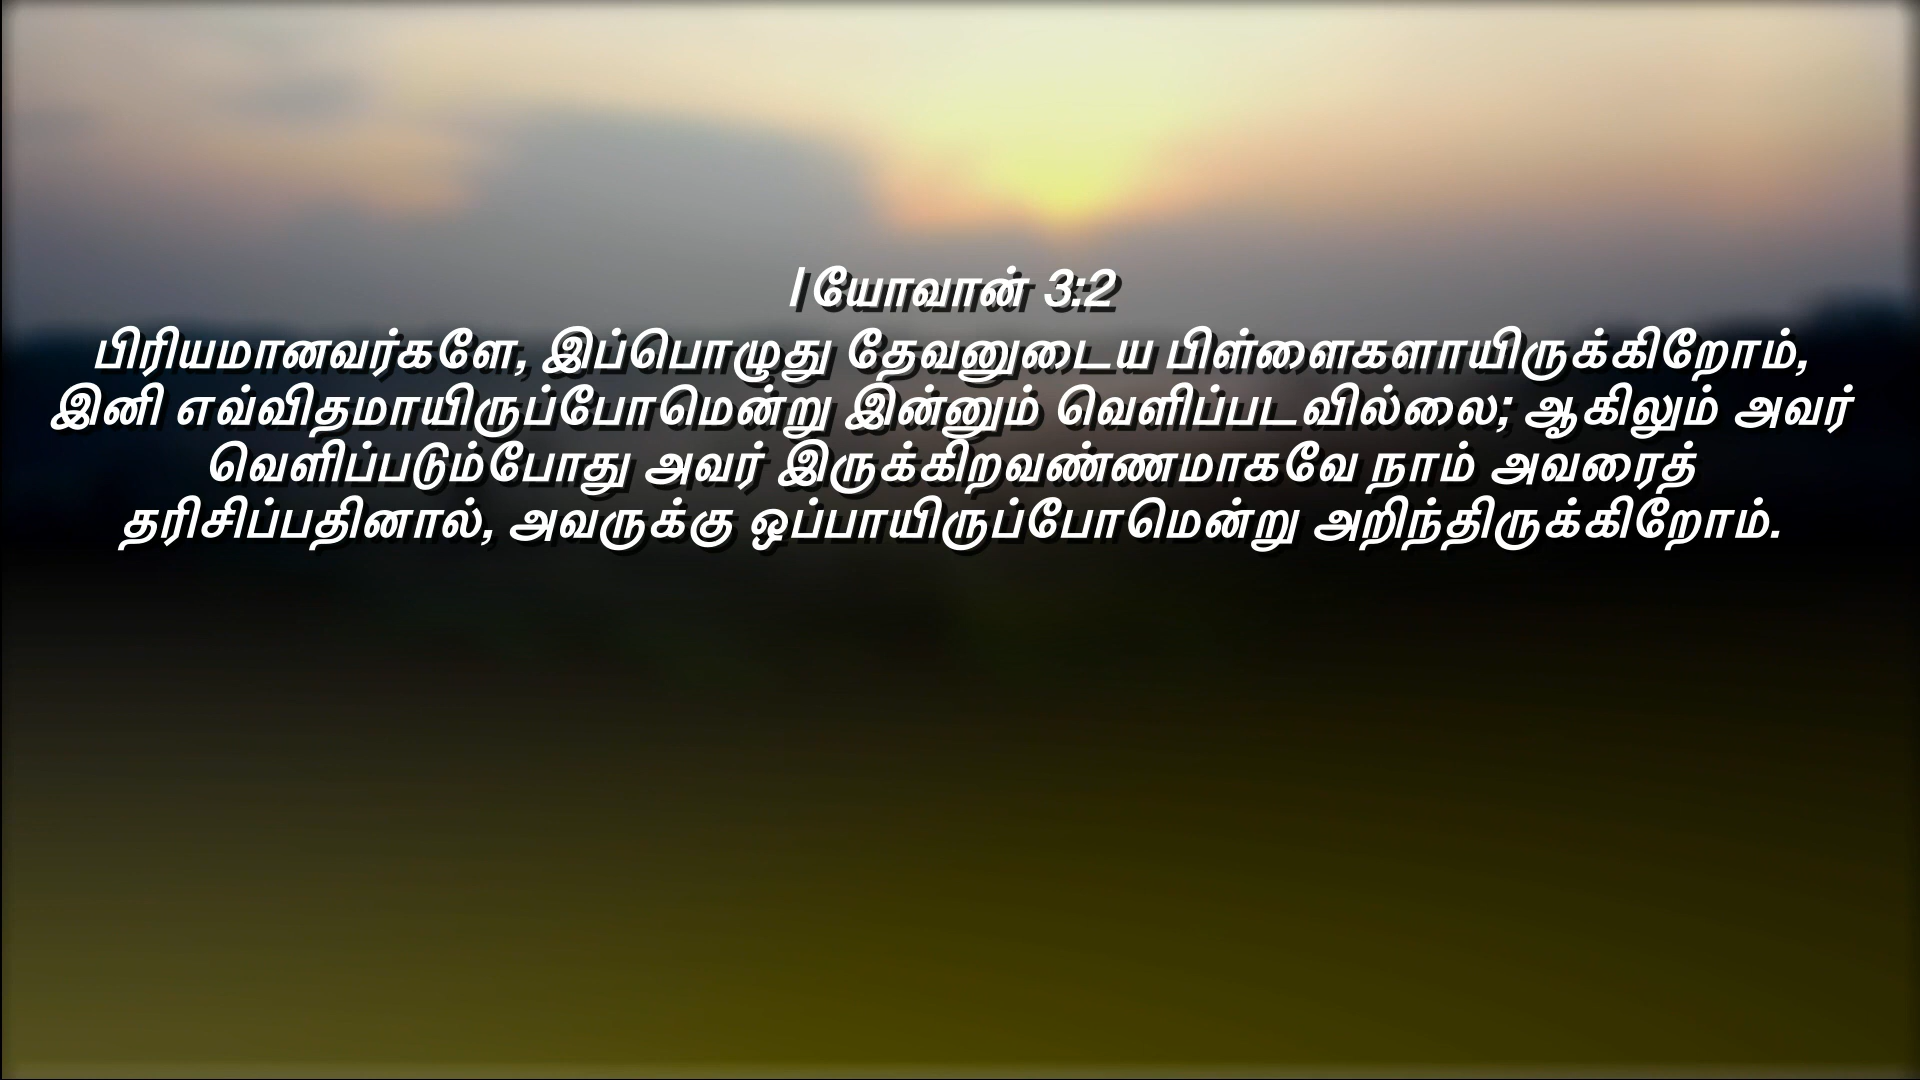 I யோவான் 3:2
பிரியமானவர்களே, இப்பொழுது தேவனுடைய பிள்ளைகளாயிருக்கிறோம்,
இனி எவ்விதமாயிருப்போமென்று இன்னும் வெளிப்படவில்லை; ஆகிலும் அவர்
வெளிப்படும்போது அவர் இருக்கிறவண்ணமாகவே நாம் அவரைத்
தரிசிப்பதினால், அவருக்கு ஒப்பாயிருப்போமென்று அறிந்திருக்கிறோம்.